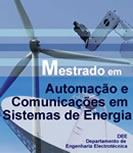 Mestrado em
Automação e
Comunicações em
Sistemas de Energia
DEE
Departamento de
Engenharia Electrotécnica